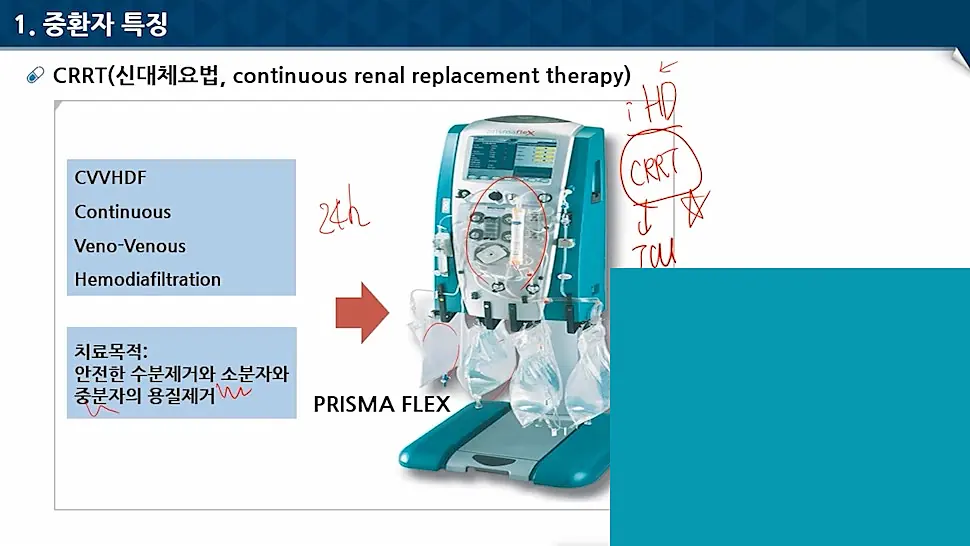 1. 중환자 특징
CRRT(신대체요법, continuous renal replacement therapy)
iHD
CRRT
ICU
24h
CVVHDF
Continuous
Veno-Venous
Hemodiafiltration
치료목적:
안전한 수분제거와 소분자와
중분자의 용질제거
PRISMA FLEX